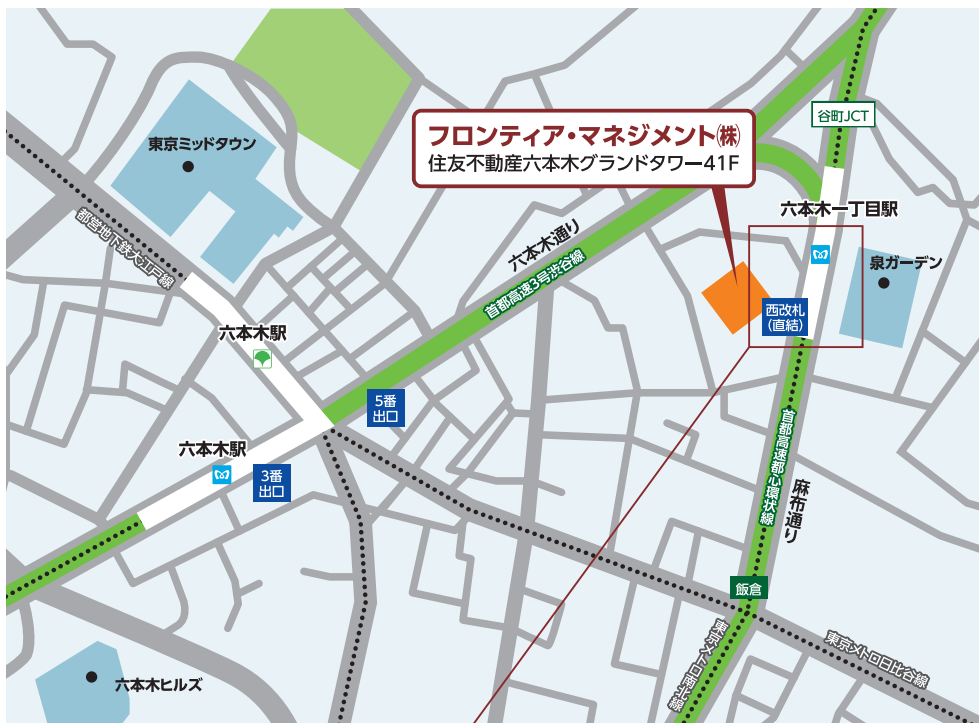 谷町JCT
フロンティア・マネジメント㈱
住友不動産六本木グランドタワー41F
東京ミッドタウン
六本木一丁目駅
都営地下鉄大江戸線
六本木通り
首都高速3号渋谷線
泉ガーデン
西改札
(直結)
六本木駅
5番
出口
六本木駅
3番
出口
首都高速都心環状線
麻布通り
飯倉
東京メトロ南北線
東京メトロ日比谷線
六本木ヒルズ